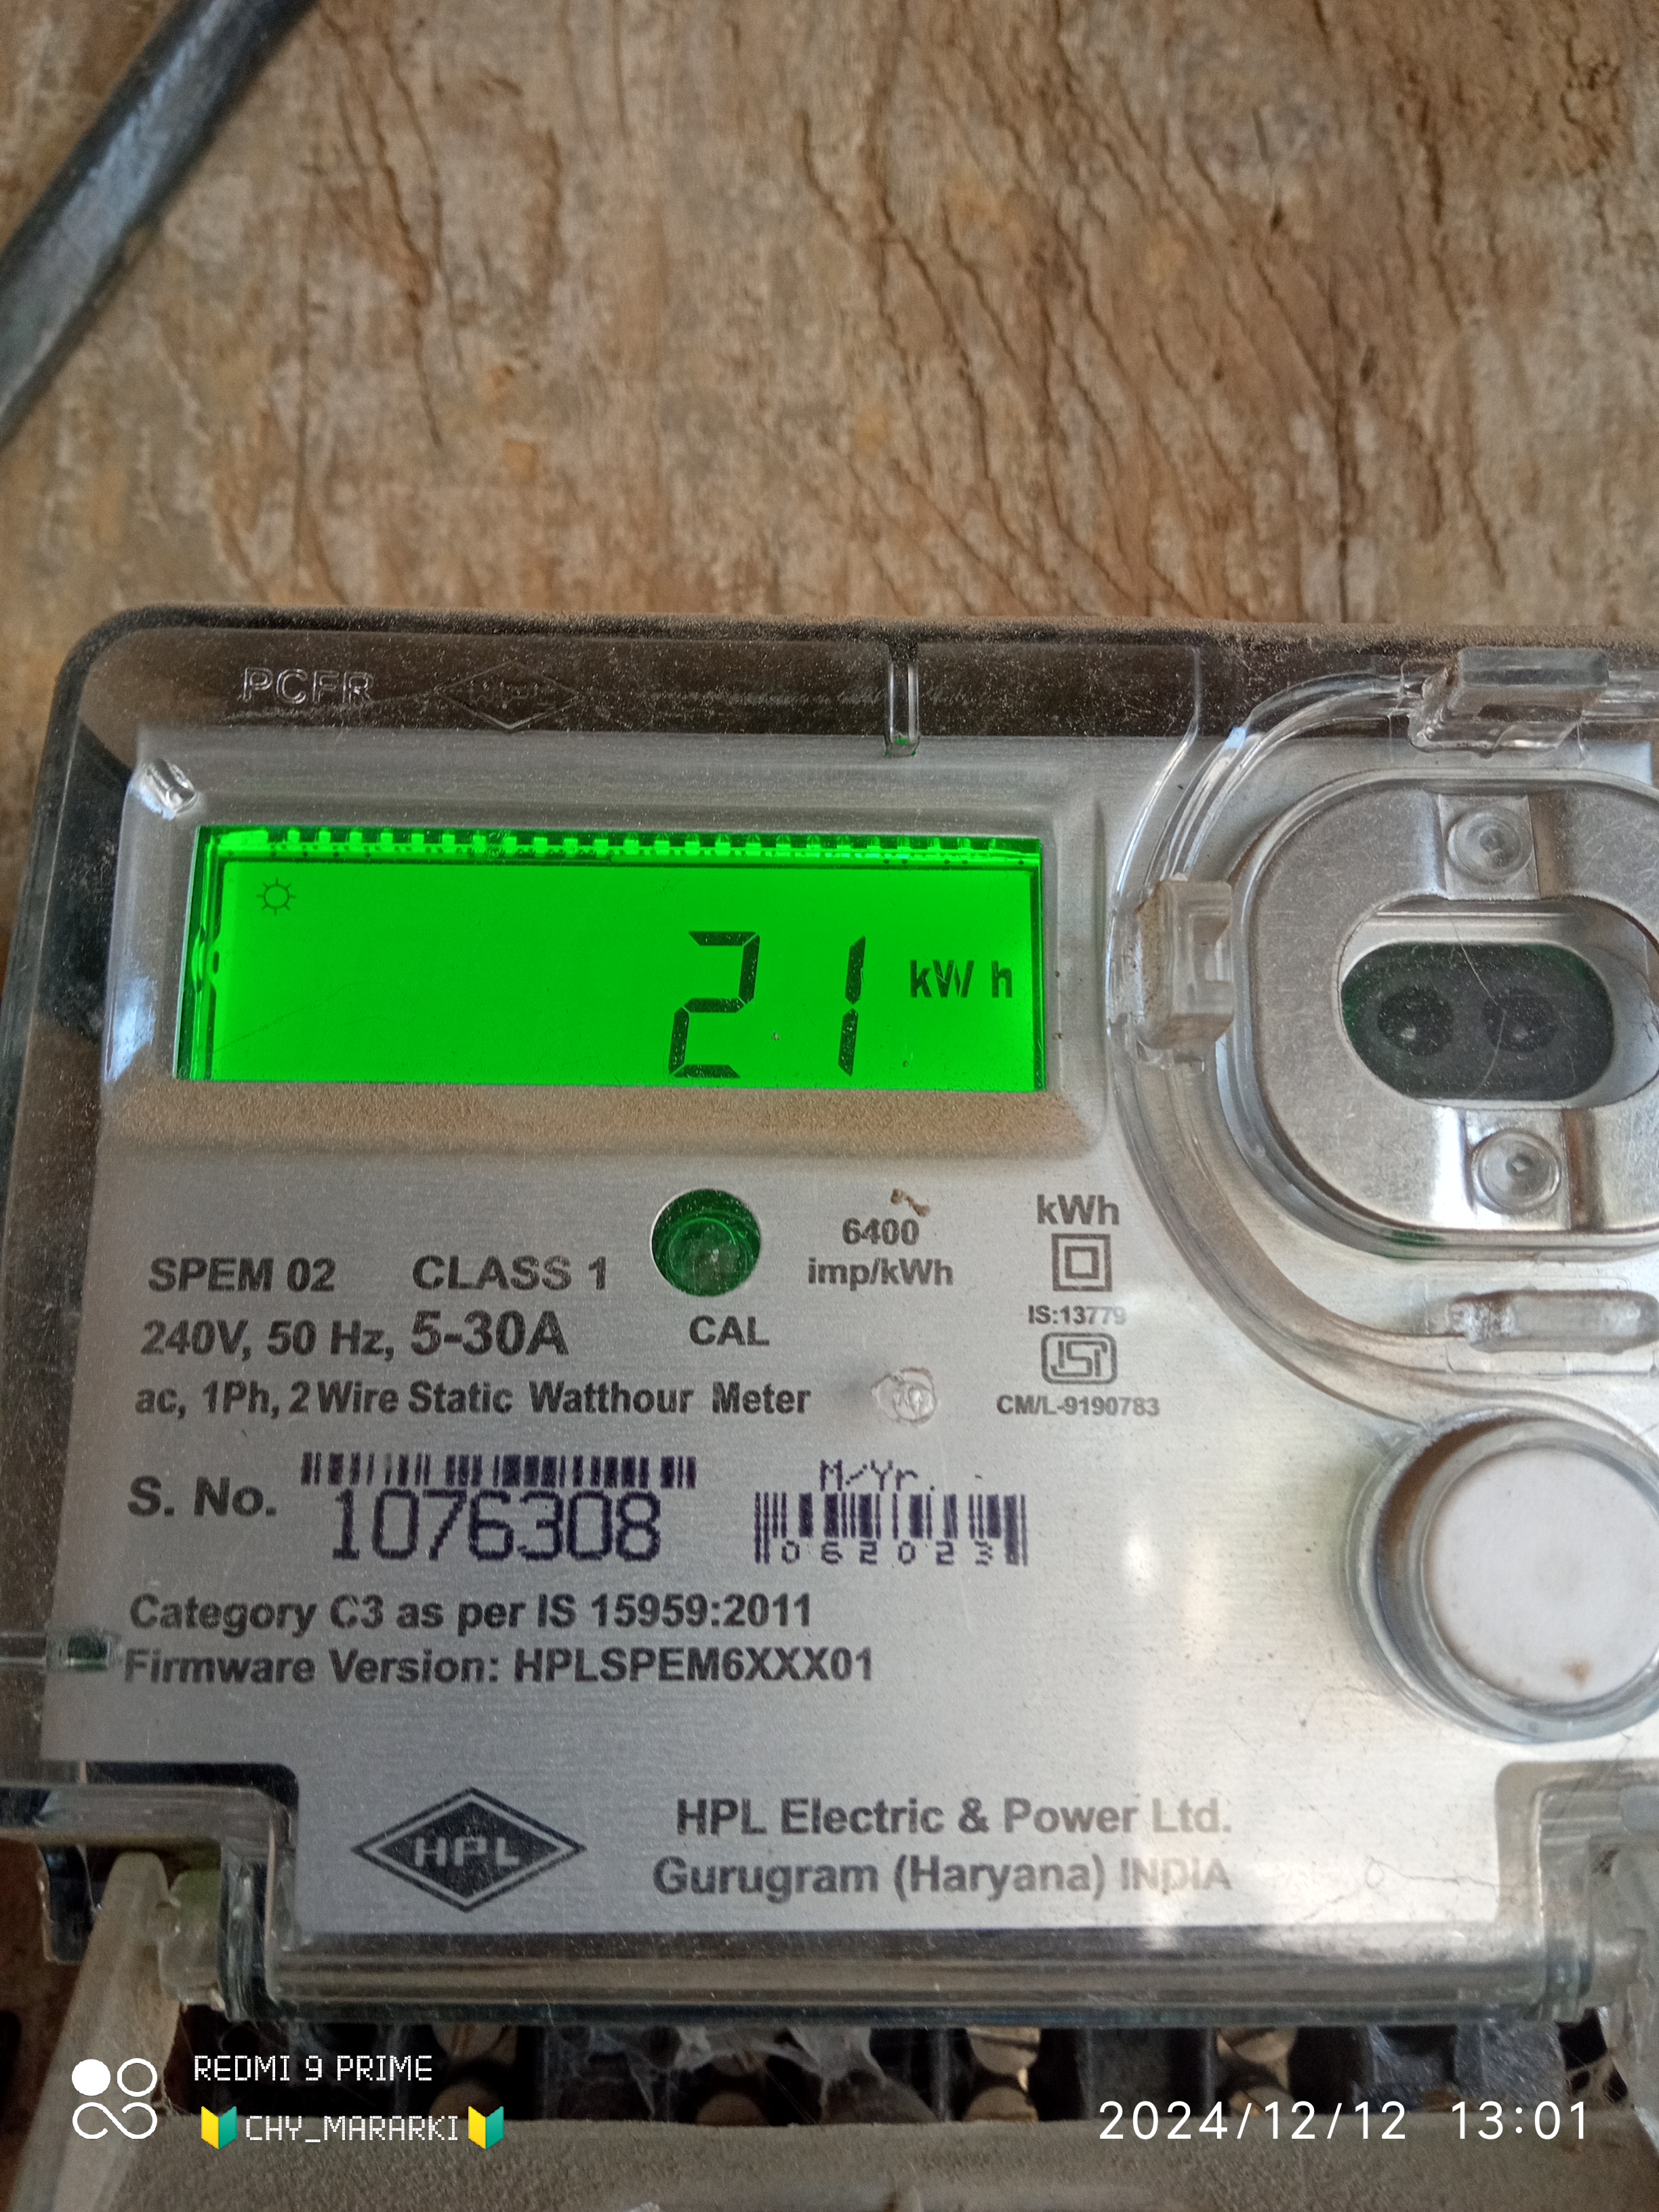 PCFR
21 kWh
6400
imp/kWh
kWh
SPEM 02 CLASS 1
CAL
240V, 50 Hz, 5-30A
IS:13779
ISI
CM/L-9190783
ac, 1Ph, 2 Wire Static Watthour Meter
S. No. 1076308
M/Yr.
062023
Category C3 as per IS 15959:2011
Firmware Version: HPLSPEM6XXX01
HPL
HPL Electric & Power Ltd.
Gurugram (Haryana) INDIA
REDMI 9 PRIME
🔰CHY_MARARKI🔰
2024/12/12 13:01